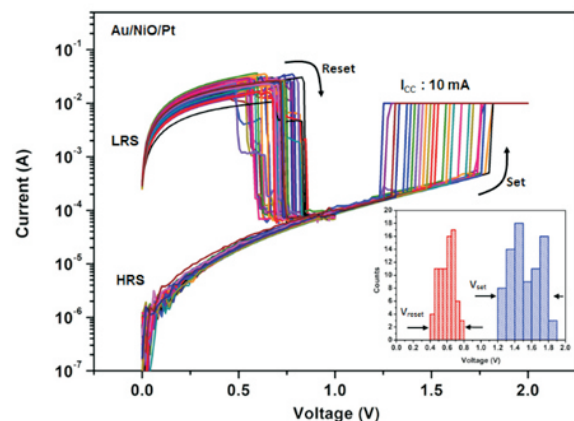 Au/NiO/Pt
Reset
I_CC : 10 mA
LRS
HRS
Set
Current (A)
10^-1
10^-2
10^-3
10^-4
10^-5
10^-6
10^-7
0.0 0.5 1.0 1.5 2.0
Voltage (V)
Counts
20
18
16
14
12
10
8
6
4
2
0
V_reset
V_set
0.0 0.2 0.4 0.6 0.8 1.0 1.2 1.4 1.6 1.8 2.0
Voltage (V)